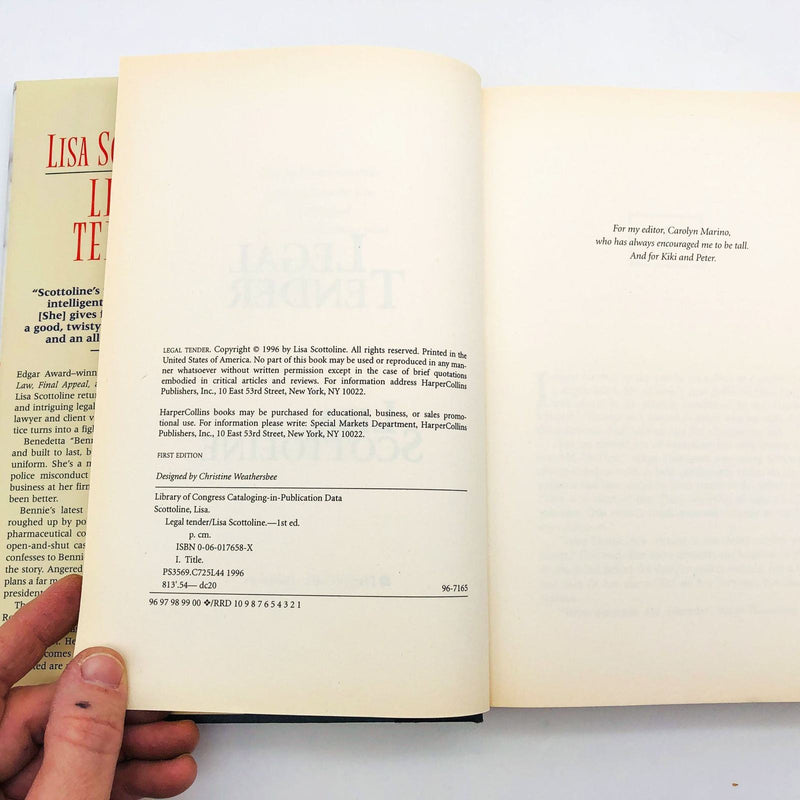 LISA SC
LE
TE
“Scottoline’s
intelligent
[She] gives f
a good, twisty
and an all
Edgar Award–winn
Law, Final Appeal, a
Lisa Scottoline retur
and intriguing legal
lawyer and client v
tice turns into a figh
Benedetta “Benn
and built to last, b
uniform. She’s a m
police misconduct
business at her firm
been better.
Bennie’s latest
roughed up by po
pharmaceutical co
open-and-shut cas
confesses to Benni
the story. Angered
plans a far m
president
Th
R
. He
comes
ed are
LEGAL
TENDER
SCOTTOLINE
LEGAL TENDER. Copyright © 1996 by Lisa Scottoline. All rights reserved. Printed in the
United States of America. No part of this book may be used or reproduced in any man-
ner whatsoever without written permission except in the case of brief quotations
embodied in critical articles and reviews. For information address HarperCollins
Publishers, Inc., 10 East 53rd Street, New York, NY 10022.
HarperCollins books may be purchased for educational, business, or sales promo-
tional use. For information please write: Special Markets Department, HarperCollins
Publishers, Inc., 10 East 53rd Street, New York, NY 10022.
FIRST EDITION
Designed by Christine Weathersbee
Library of Congress Cataloging-in-Publication Data
Scottoline, Lisa.
Legal tender/Lisa Scottoline.—1st ed.
p. cm.
ISBN 0-06-017658-X
I. Title.
PS3569.C725L44 1996
813’.54— dc20 96-7165
96 97 98 99 00 ❖/RRD 10 9 8 7 6 5 4 3 2 1
For my editor, Carolyn Marino,
who has always encouraged me to be tall.
And for Kiki and Peter.